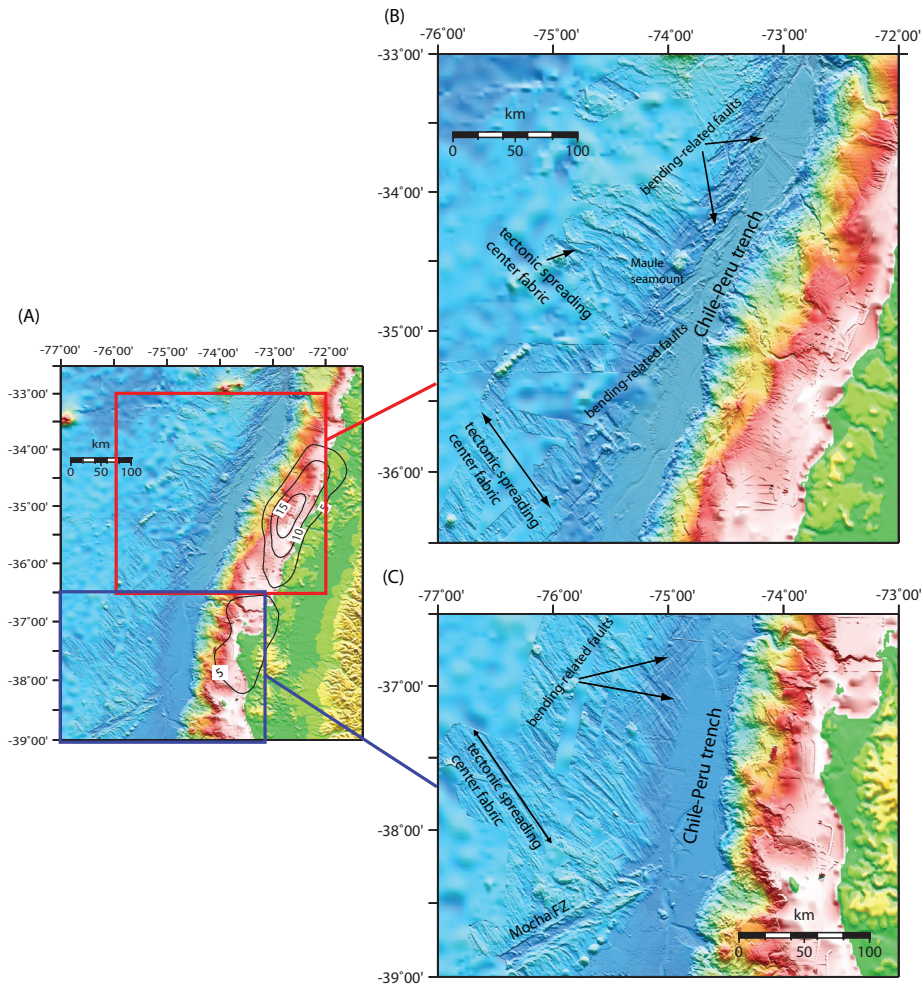 (B)
-76°00'
-75°00'
-74°00'
-73°00'
-72°00'
-33°00'
-34°00'
-35°00'
-36°00'
km
0
50
100
bending-related faults
tectonic spreading
center fabric
Maule
seamount
Chile-Peru trench
bending-related faults
tectonic spreading
center fabric
(A)
-77°00'
-76°00'
-75°00'
-74°00'
-73°00'
-72°00'
-33°00'
-34°00'
-35°00'
-36°00'
-37°00'
-38°00'
-39°00'
km
0
50
100
15
10
5
5
(C)
-77°00'
-76°00'
-75°00'
-74°00'
-73°00'
-37°00'
-38°00'
-39°00'
bending-related faults
tectonic spreading
center fabric
Chile-Peru trench
Mocha FZ
km
0
50
100